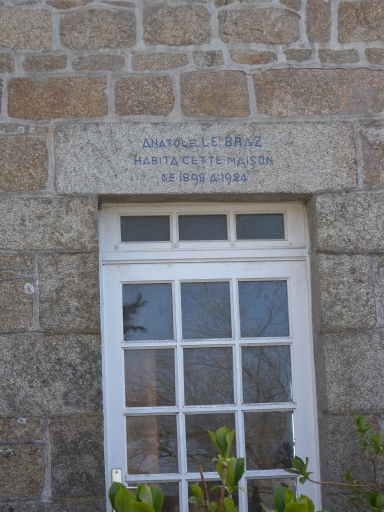 ANATOLE LE BRAZ
HABITA CETTE MAISON
DE 1898 A 1924